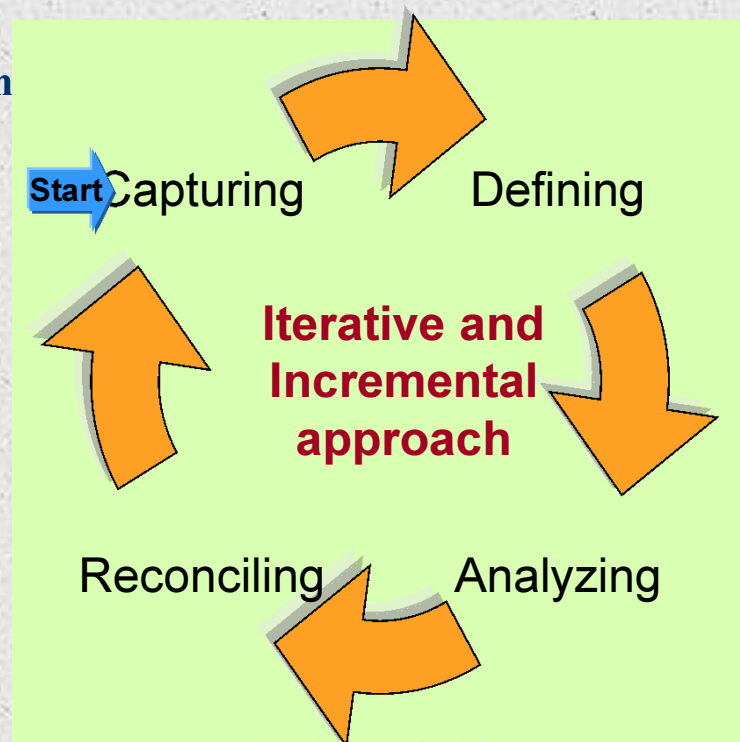 Start Capturing
Defining
Iterative and
Incremental
approach
Reconciling
Analyzing